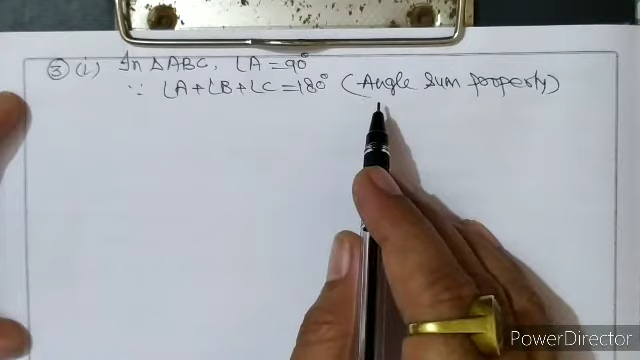 ③ (i) In △ABC, ∠A = 90°
∵ ∠A + ∠B + ∠C = 180° (Angle sum property)
PowerDirector